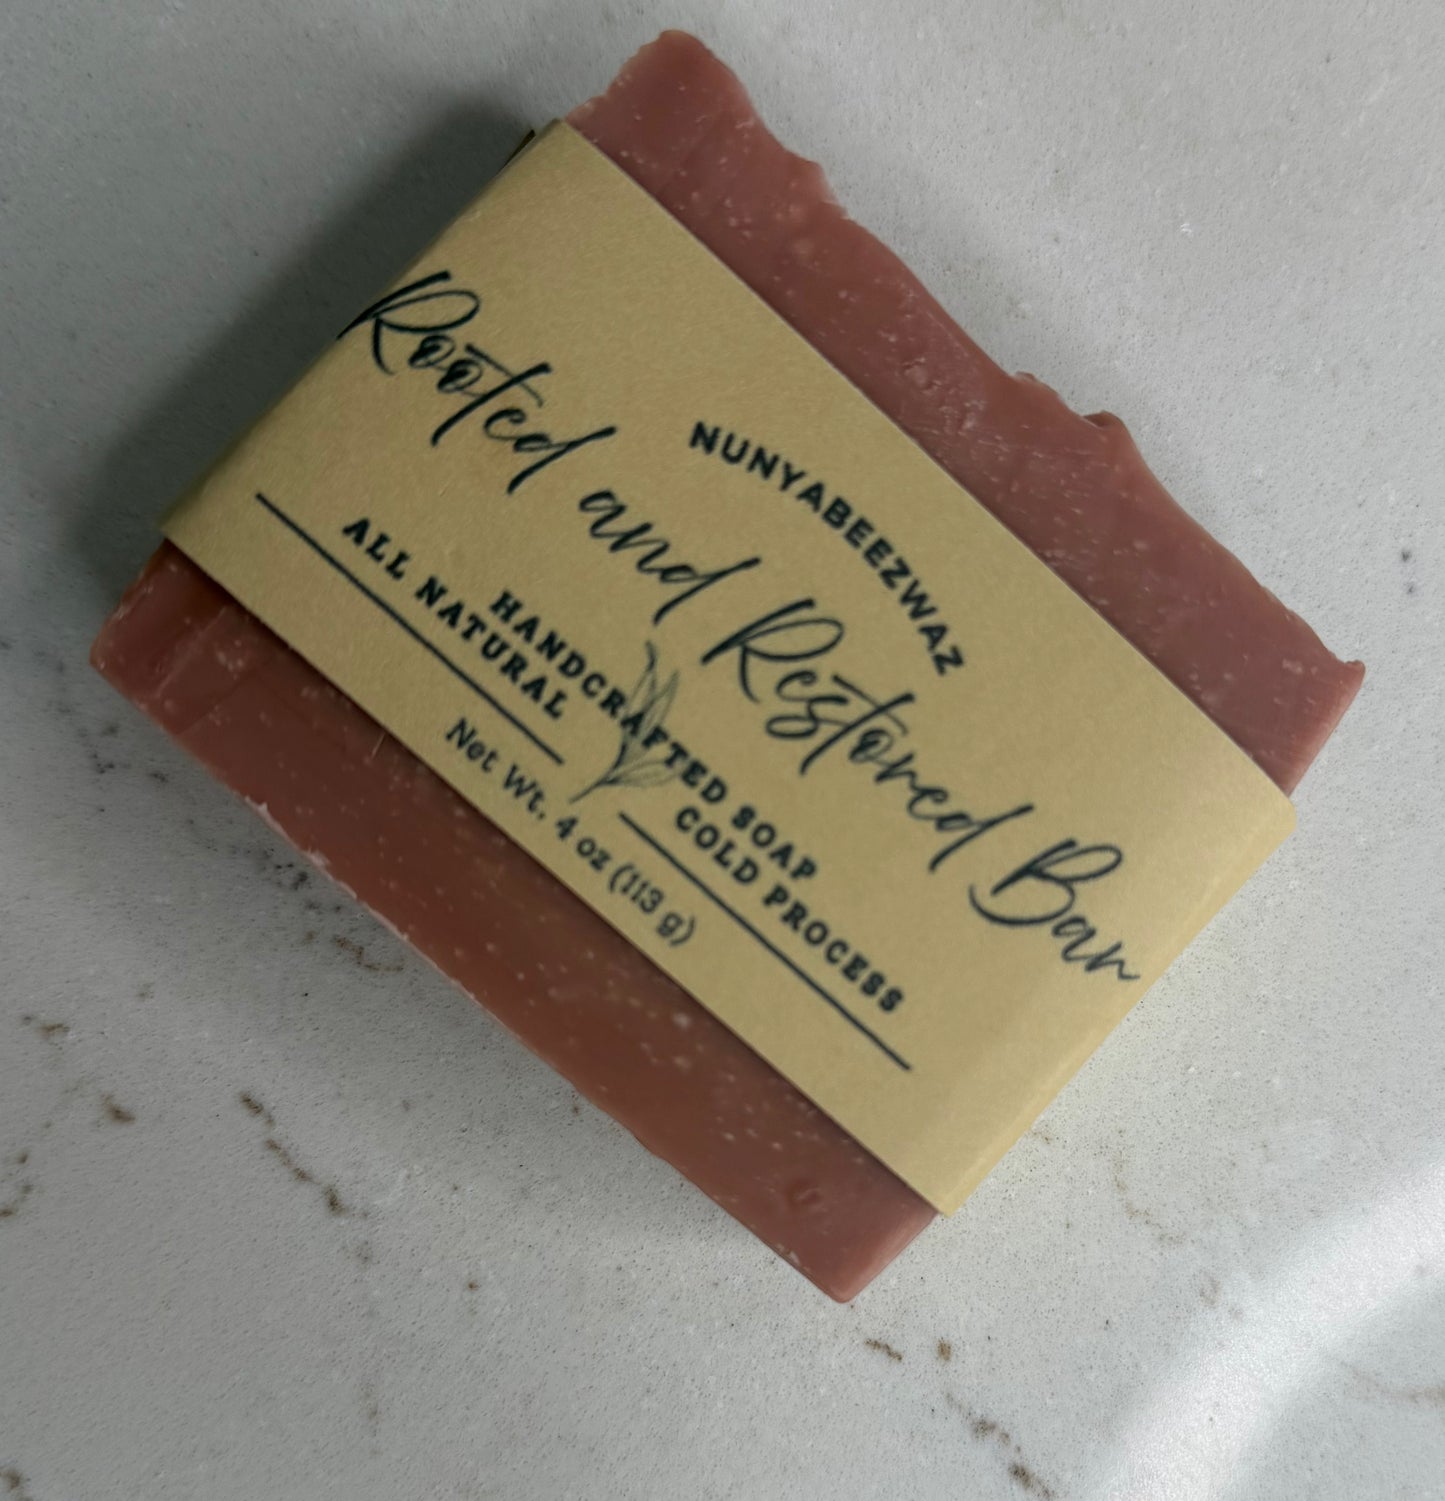 NUNYABEEZWAZ
Rooted and Restored Bar
HANDCRAFTED SOAP
ALL NATURAL COLD PROCESS
Net Wt. 4 oz (113 g)